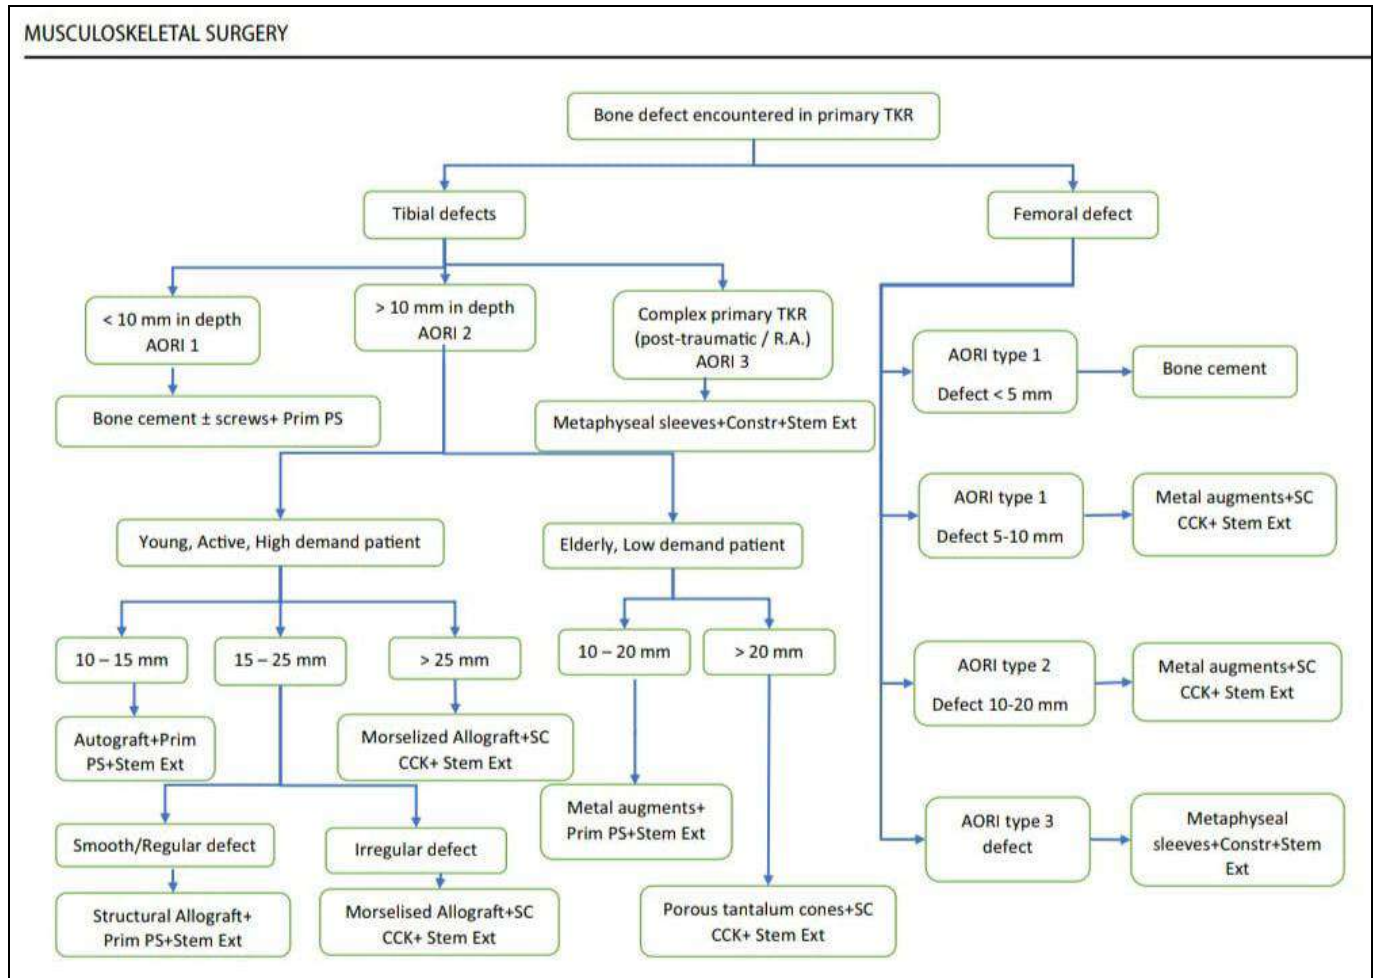 MUSCULOSKELETAL SURGERY
Bone defect encountered in primary TKR
Tibial defects
Femoral defect
< 10 mm in depth
AORI 1
> 10 mm in depth
AORI 2
Complex primary TKR
(post-traumatic / R.A.)
AORI 3
AORI type 1
Defect < 5 mm
Bone cement
Bone cement ± screws+ Prim PS
Metaphyseal sleeves+Constr+Stem Ext
AORI type 1
Defect 5-10 mm
Metal augments+SC
CCK+ Stem Ext
Young, Active, High demand patient
Elderly, Low demand patient
10 – 15 mm
15 – 25 mm
> 25 mm
10 – 20 mm
> 20 mm
AORI type 2
Defect 10-20 mm
Metal augments+SC
CCK+ Stem Ext
Autograft+Prim
PS+Stem Ext
Morselized Allograft+SC
CCK+ Stem Ext
Metal augments+
Prim PS+Stem Ext
Smooth/Regular defect
Irregular defect
AORI type 3
defect
Metaphyseal
sleeves+Constr+Stem
Ext
Structural Allograft+
Prim PS+Stem Ext
Morselised Allograft+SC
CCK+ Stem Ext
Porous tantalum cones+SC
CCK+ Stem Ext